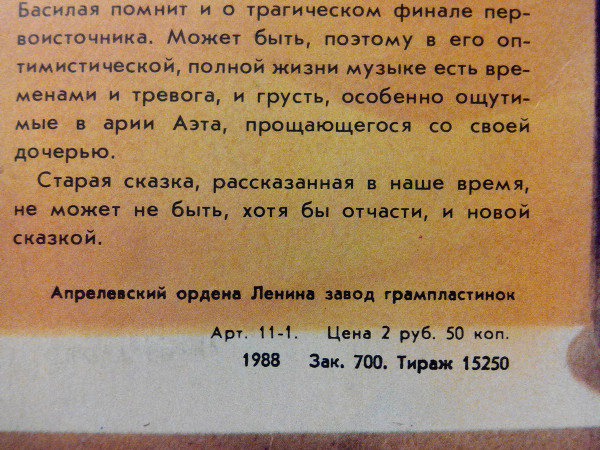 Басилая помнит и о трагическом финале пер-
воисточника. Может быть, поэтому в его оп-
тимистической, полной жизни музыке есть вре-
менами и тревога, и грусть, особенно ощути-
мые в арии Аэта, прощающегося со своей
дочерью.
Старая сказка, рассказанная в наше время,
не может не быть, хотя бы отчасти, и новой
сказкой.
Апрелевский ордена Ленина завод грампластинок
Арт. 11-1. Цена 2 руб. 50 коп.
1988 Зак. 700. Тираж 15250